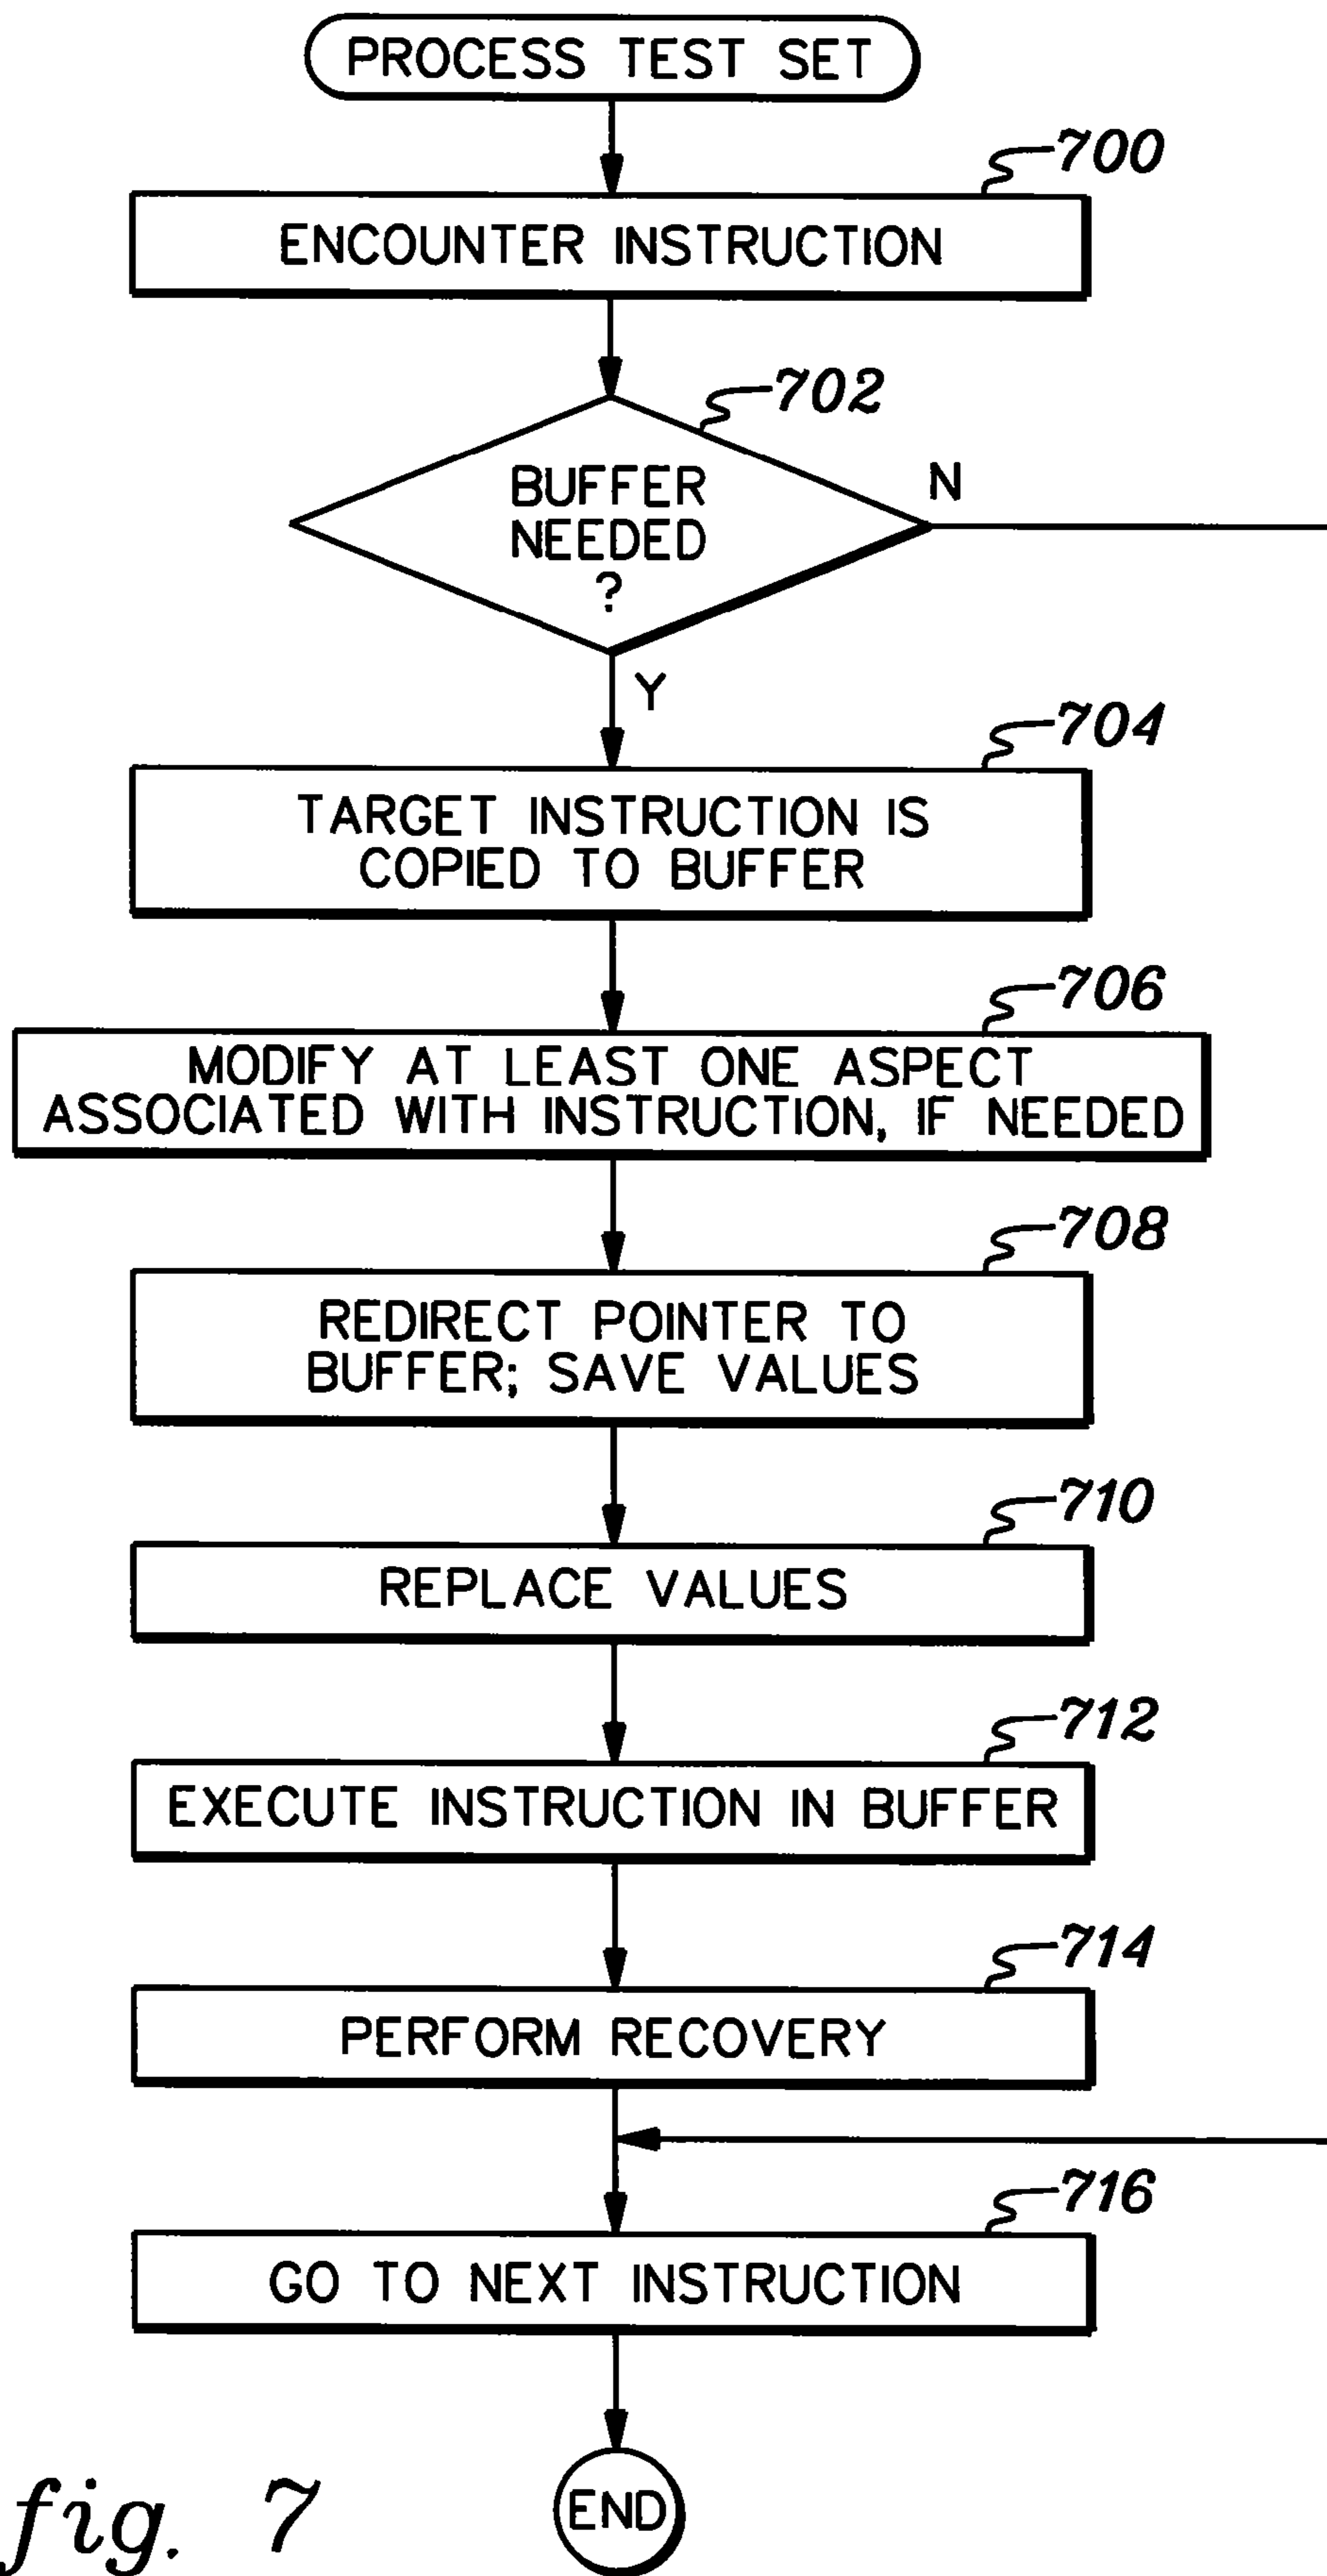 PROCESS TEST SET
700
ENCOUNTER INSTRUCTION
702
BUFFER
NEEDED
?
N
Y
704
TARGET INSTRUCTION IS
COPIED TO BUFFER
706
MODIFY AT LEAST ONE ASPECT
ASSOCIATED WITH INSTRUCTION, IF NEEDED
708
REDIRECT POINTER TO
BUFFER; SAVE VALUES
710
REPLACE VALUES
712
EXECUTE INSTRUCTION IN BUFFER
714
PERFORM RECOVERY
716
GO TO NEXT INSTRUCTION
END
fig. 7